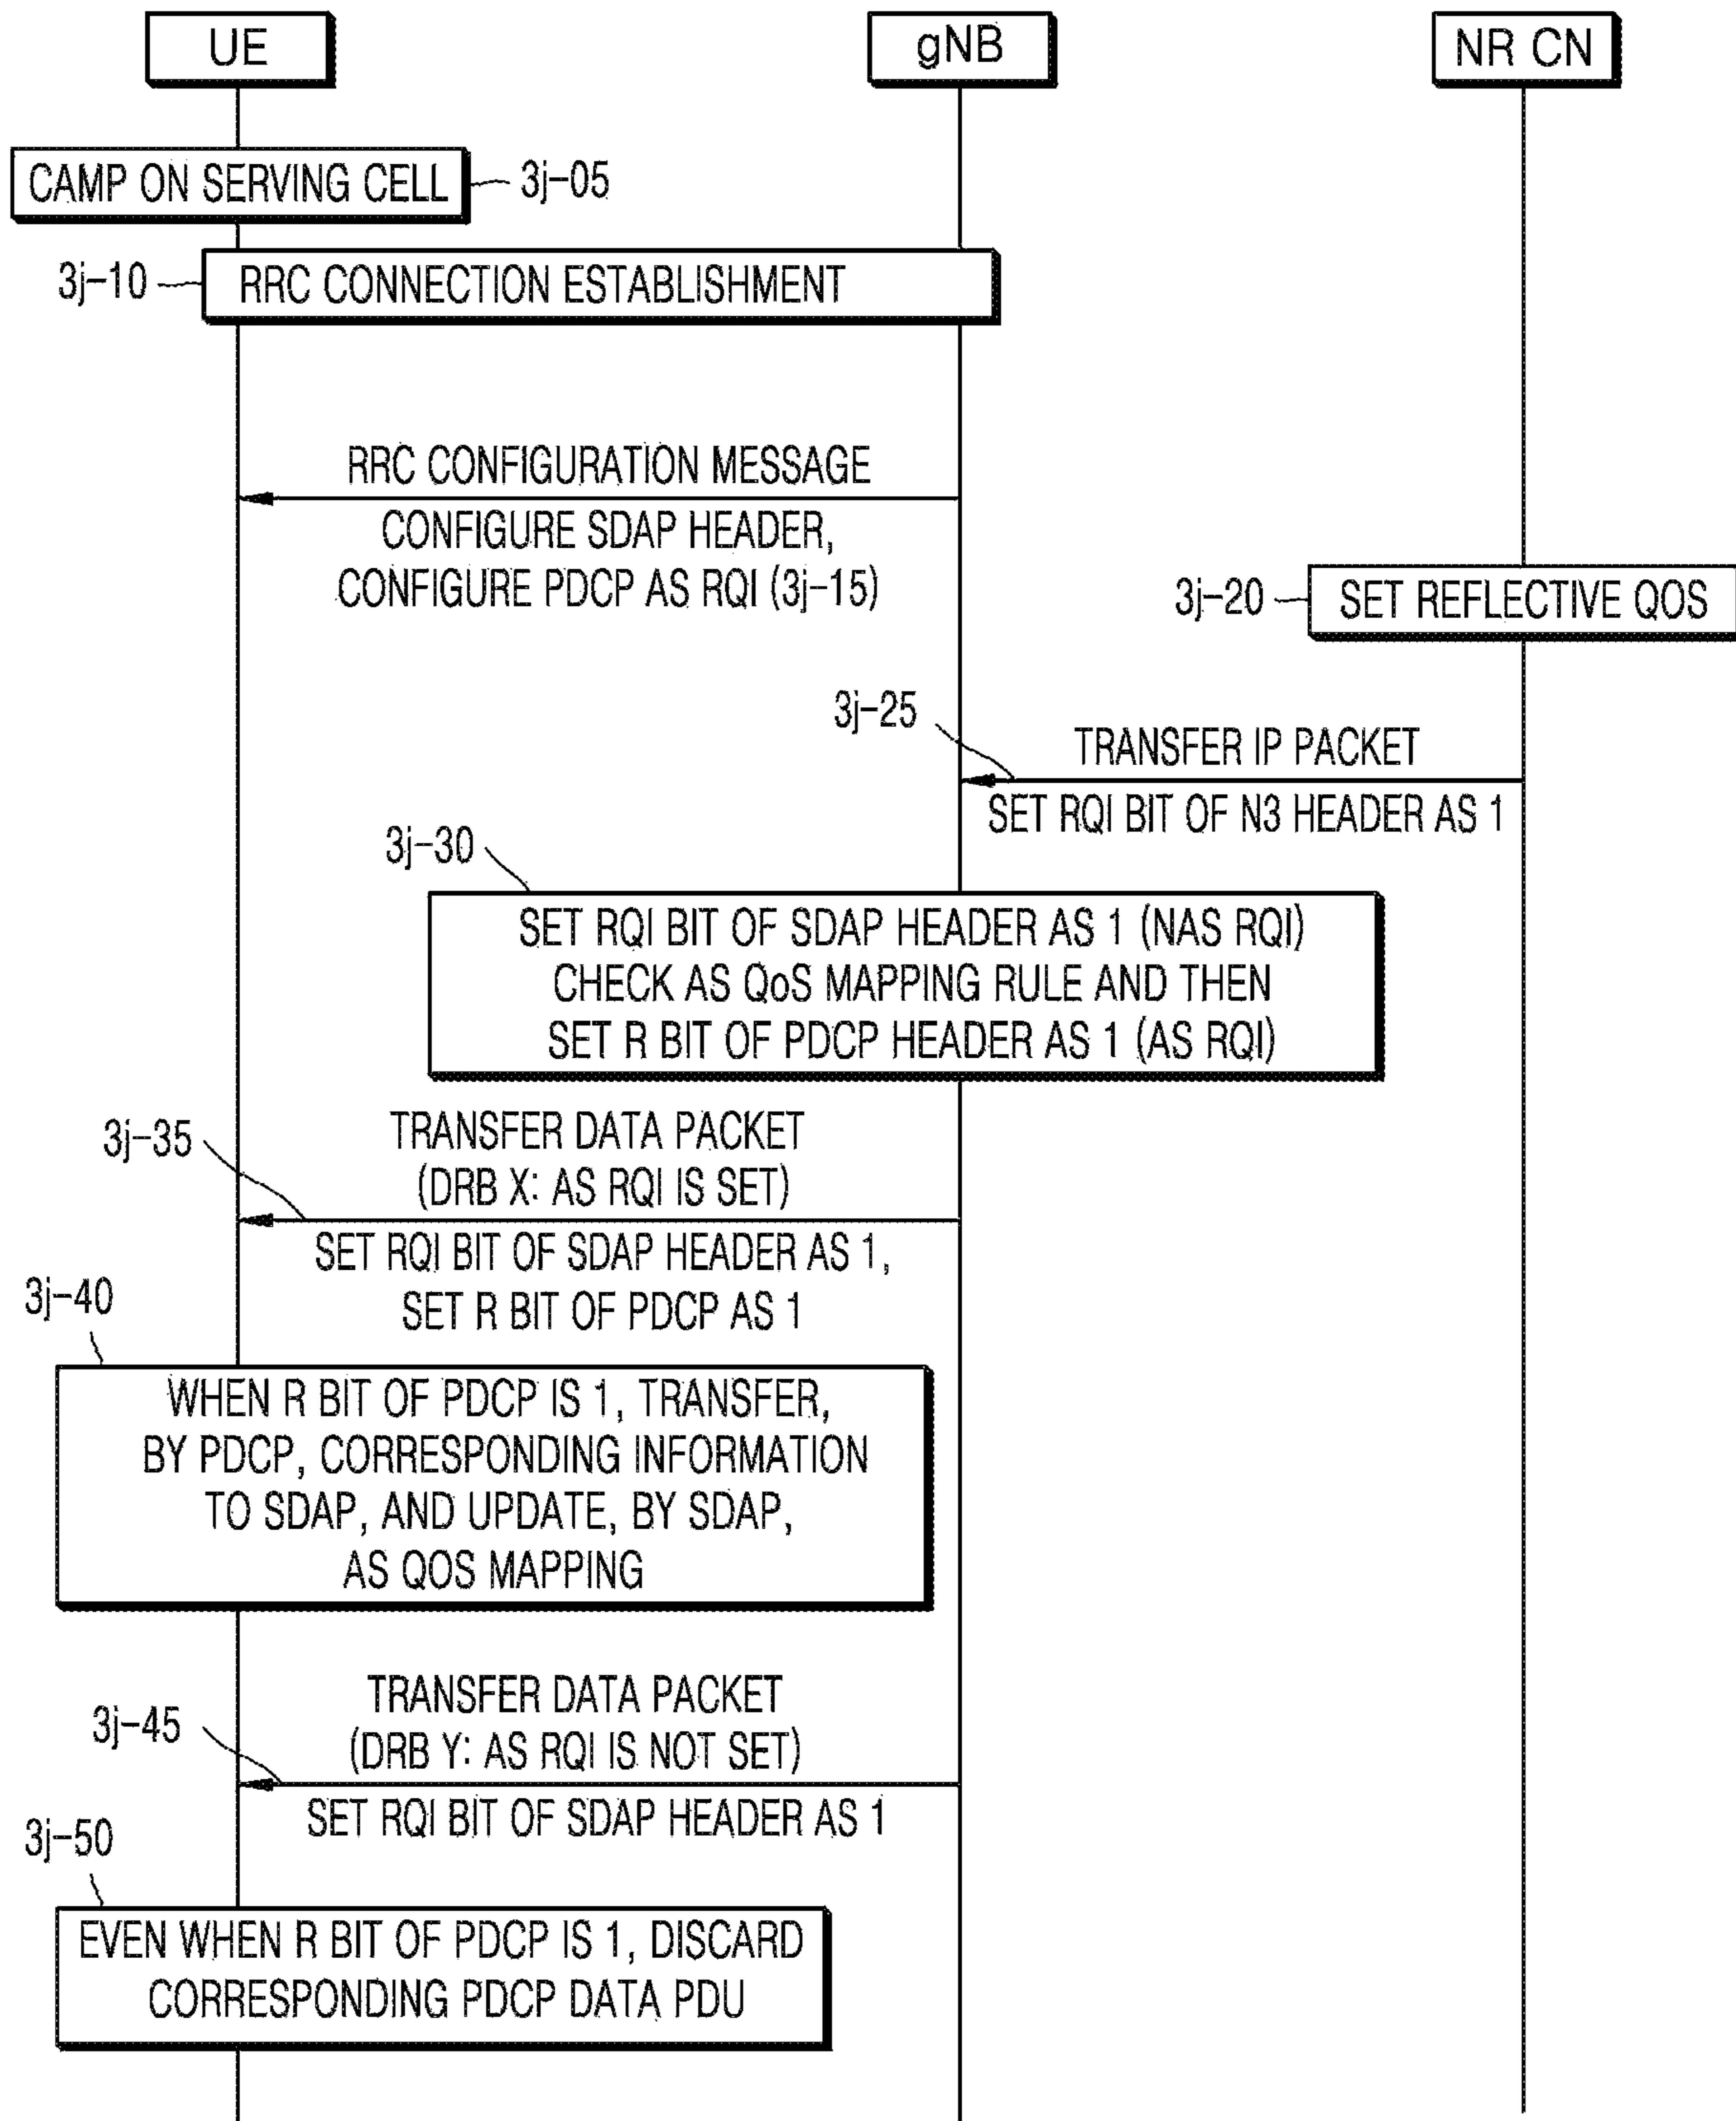 UE
gNB
NR CN
CAMP ON SERVING CELL
3j-05
3j-10
RRC CONNECTION ESTABLISHMENT
RRC CONFIGURATION MESSAGE
CONFIGURE SDAP HEADER,
CONFIGURE PDCP AS RQI (3j-15)
3j-20
SET REFLECTIVE QOS
3j-25
TRANSFER IP PACKET
SET RQI BIT OF N3 HEADER AS 1
3j-30
SET RQI BIT OF SDAP HEADER AS 1 (NAS RQI)
CHECK AS QoS MAPPING RULE AND THEN
SET R BIT OF PDCP HEADER AS 1 (AS RQI)
3j-35
TRANSFER DATA PACKET
(DRB X: AS RQI IS SET)
SET RQI BIT OF SDAP HEADER AS 1,
SET R BIT OF PDCP AS 1
3j-40
WHEN R BIT OF PDCP IS 1, TRANSFER,
BY PDCP, CORRESPONDING INFORMATION
TO SDAP, AND UPDATE, BY SDAP,
AS QOS MAPPING
3j-45
TRANSFER DATA PACKET
(DRB Y: AS RQI IS NOT SET)
SET RQI BIT OF SDAP HEADER AS 1
3j-50
EVEN WHEN R BIT OF PDCP IS 1, DISCARD
CORRESPONDING PDCP DATA PDU